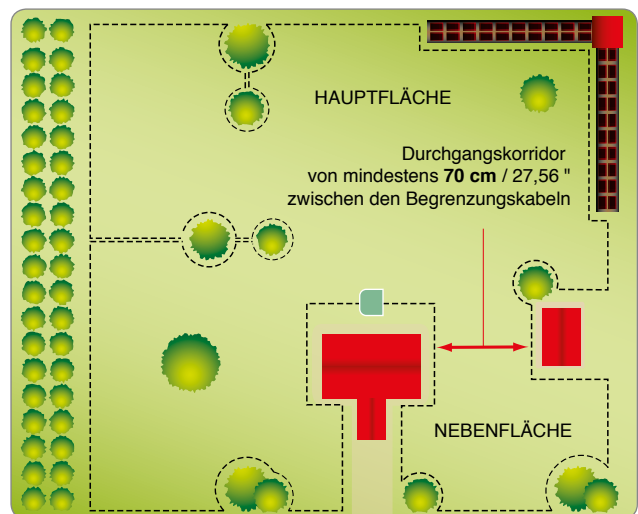 HAUPTFLÄCHE
Durchgangskorridor
von mindestens 70 cm / 27,56 "
zwischen den Begrenzungskabeln
NEBENFLÄCHE